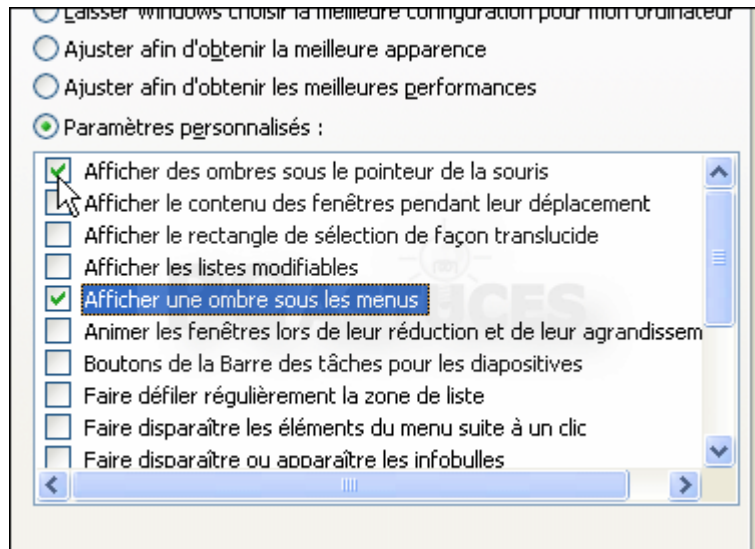 Laisser Windows choisir la meilleure configuration pour mon ordinateur
Ajuster afin d'obtenir la meilleure apparence
Ajuster afin d'obtenir les meilleures performances
Paramètres personnalisés :
Afficher des ombres sous le pointeur de la souris
Afficher le contenu des fenêtres pendant leur déplacement
Afficher le rectangle de sélection de façon translucide
Afficher les listes modifiables
Afficher une ombre sous les menus
Animer les fenêtres lors de leur réduction et de leur agrandissem
Boutons de la Barre des tâches pour les diapositives
Faire défiler régulièrement la zone de liste
Faire disparaître les éléments du menu suite à un clic
Faire disparaître ou apparaître les infobulles